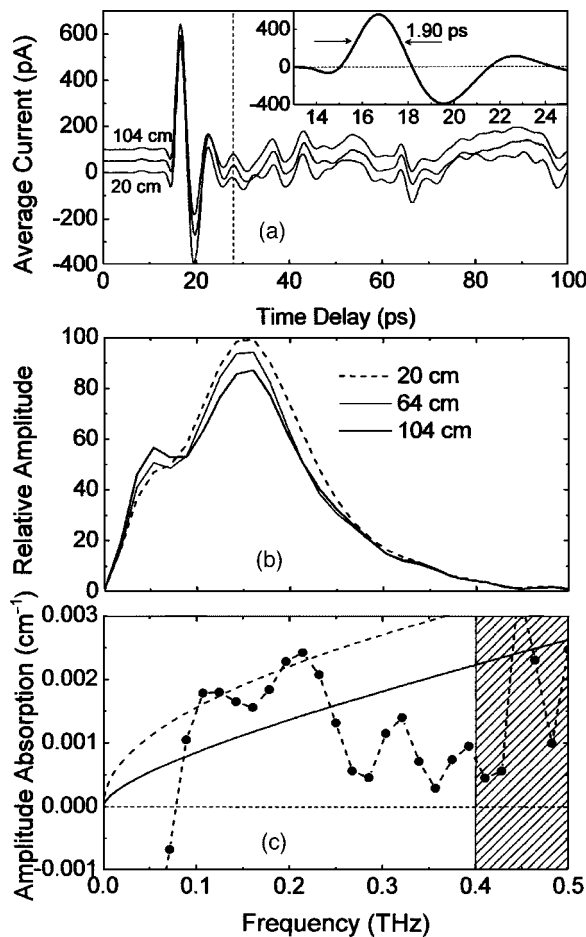 (a)
Average Current (pA)
600
400
200
0
-200
-400
104 cm
20 cm
1.90 ps
400
0
-400
14 16 18 20 22 24
0 20 40 60 80 100
Time Delay (ps)
(b)
Relative Amplitude
100
80
60
40
20
0
20 cm
64 cm
104 cm
(c)
Amplitude Absorption (cm⁻¹)
0.003
0.002
0.001
0.000
-0.001
0.0 0.1 0.2 0.3 0.4 0.5
Frequency (THz)